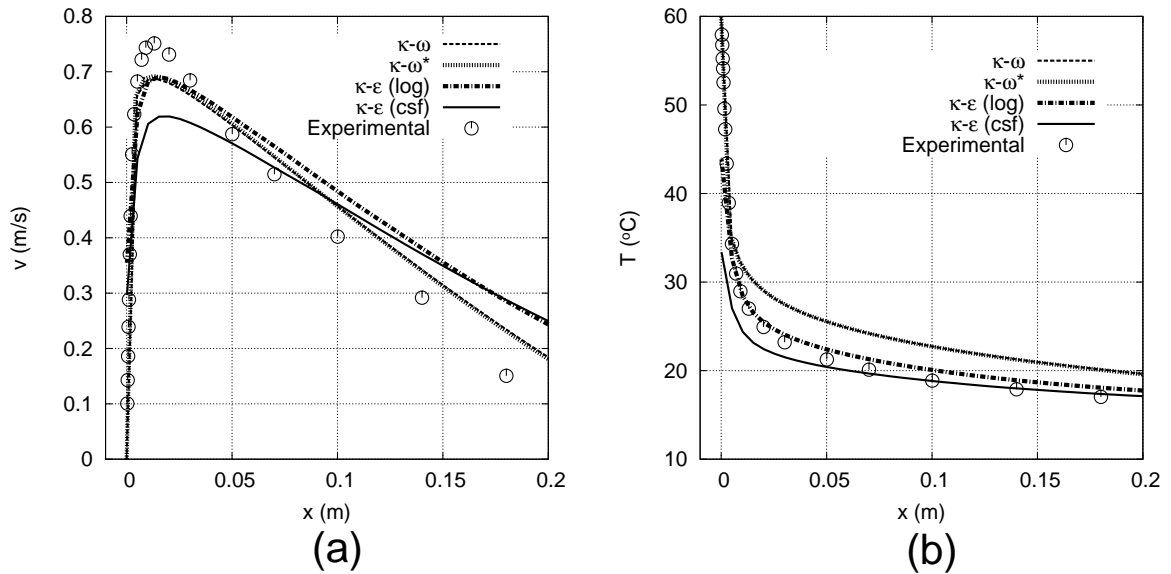 0.8
0.7
0.6
0.5
0.4
0.3
0.2
0.1
0
v (m/s)
0 0.05 0.1 0.15 0.2
x (m)
κ-ω
κ-ω*
κ-ε (log)
κ-ε (csf)
Experimental
(a)
60
50
40
30
20
10
T (oC)
0 0.05 0.1 0.15 0.2
x (m)
κ-ω
κ-ω*
κ-ε (log)
κ-ε (csf)
Experimental
(b)